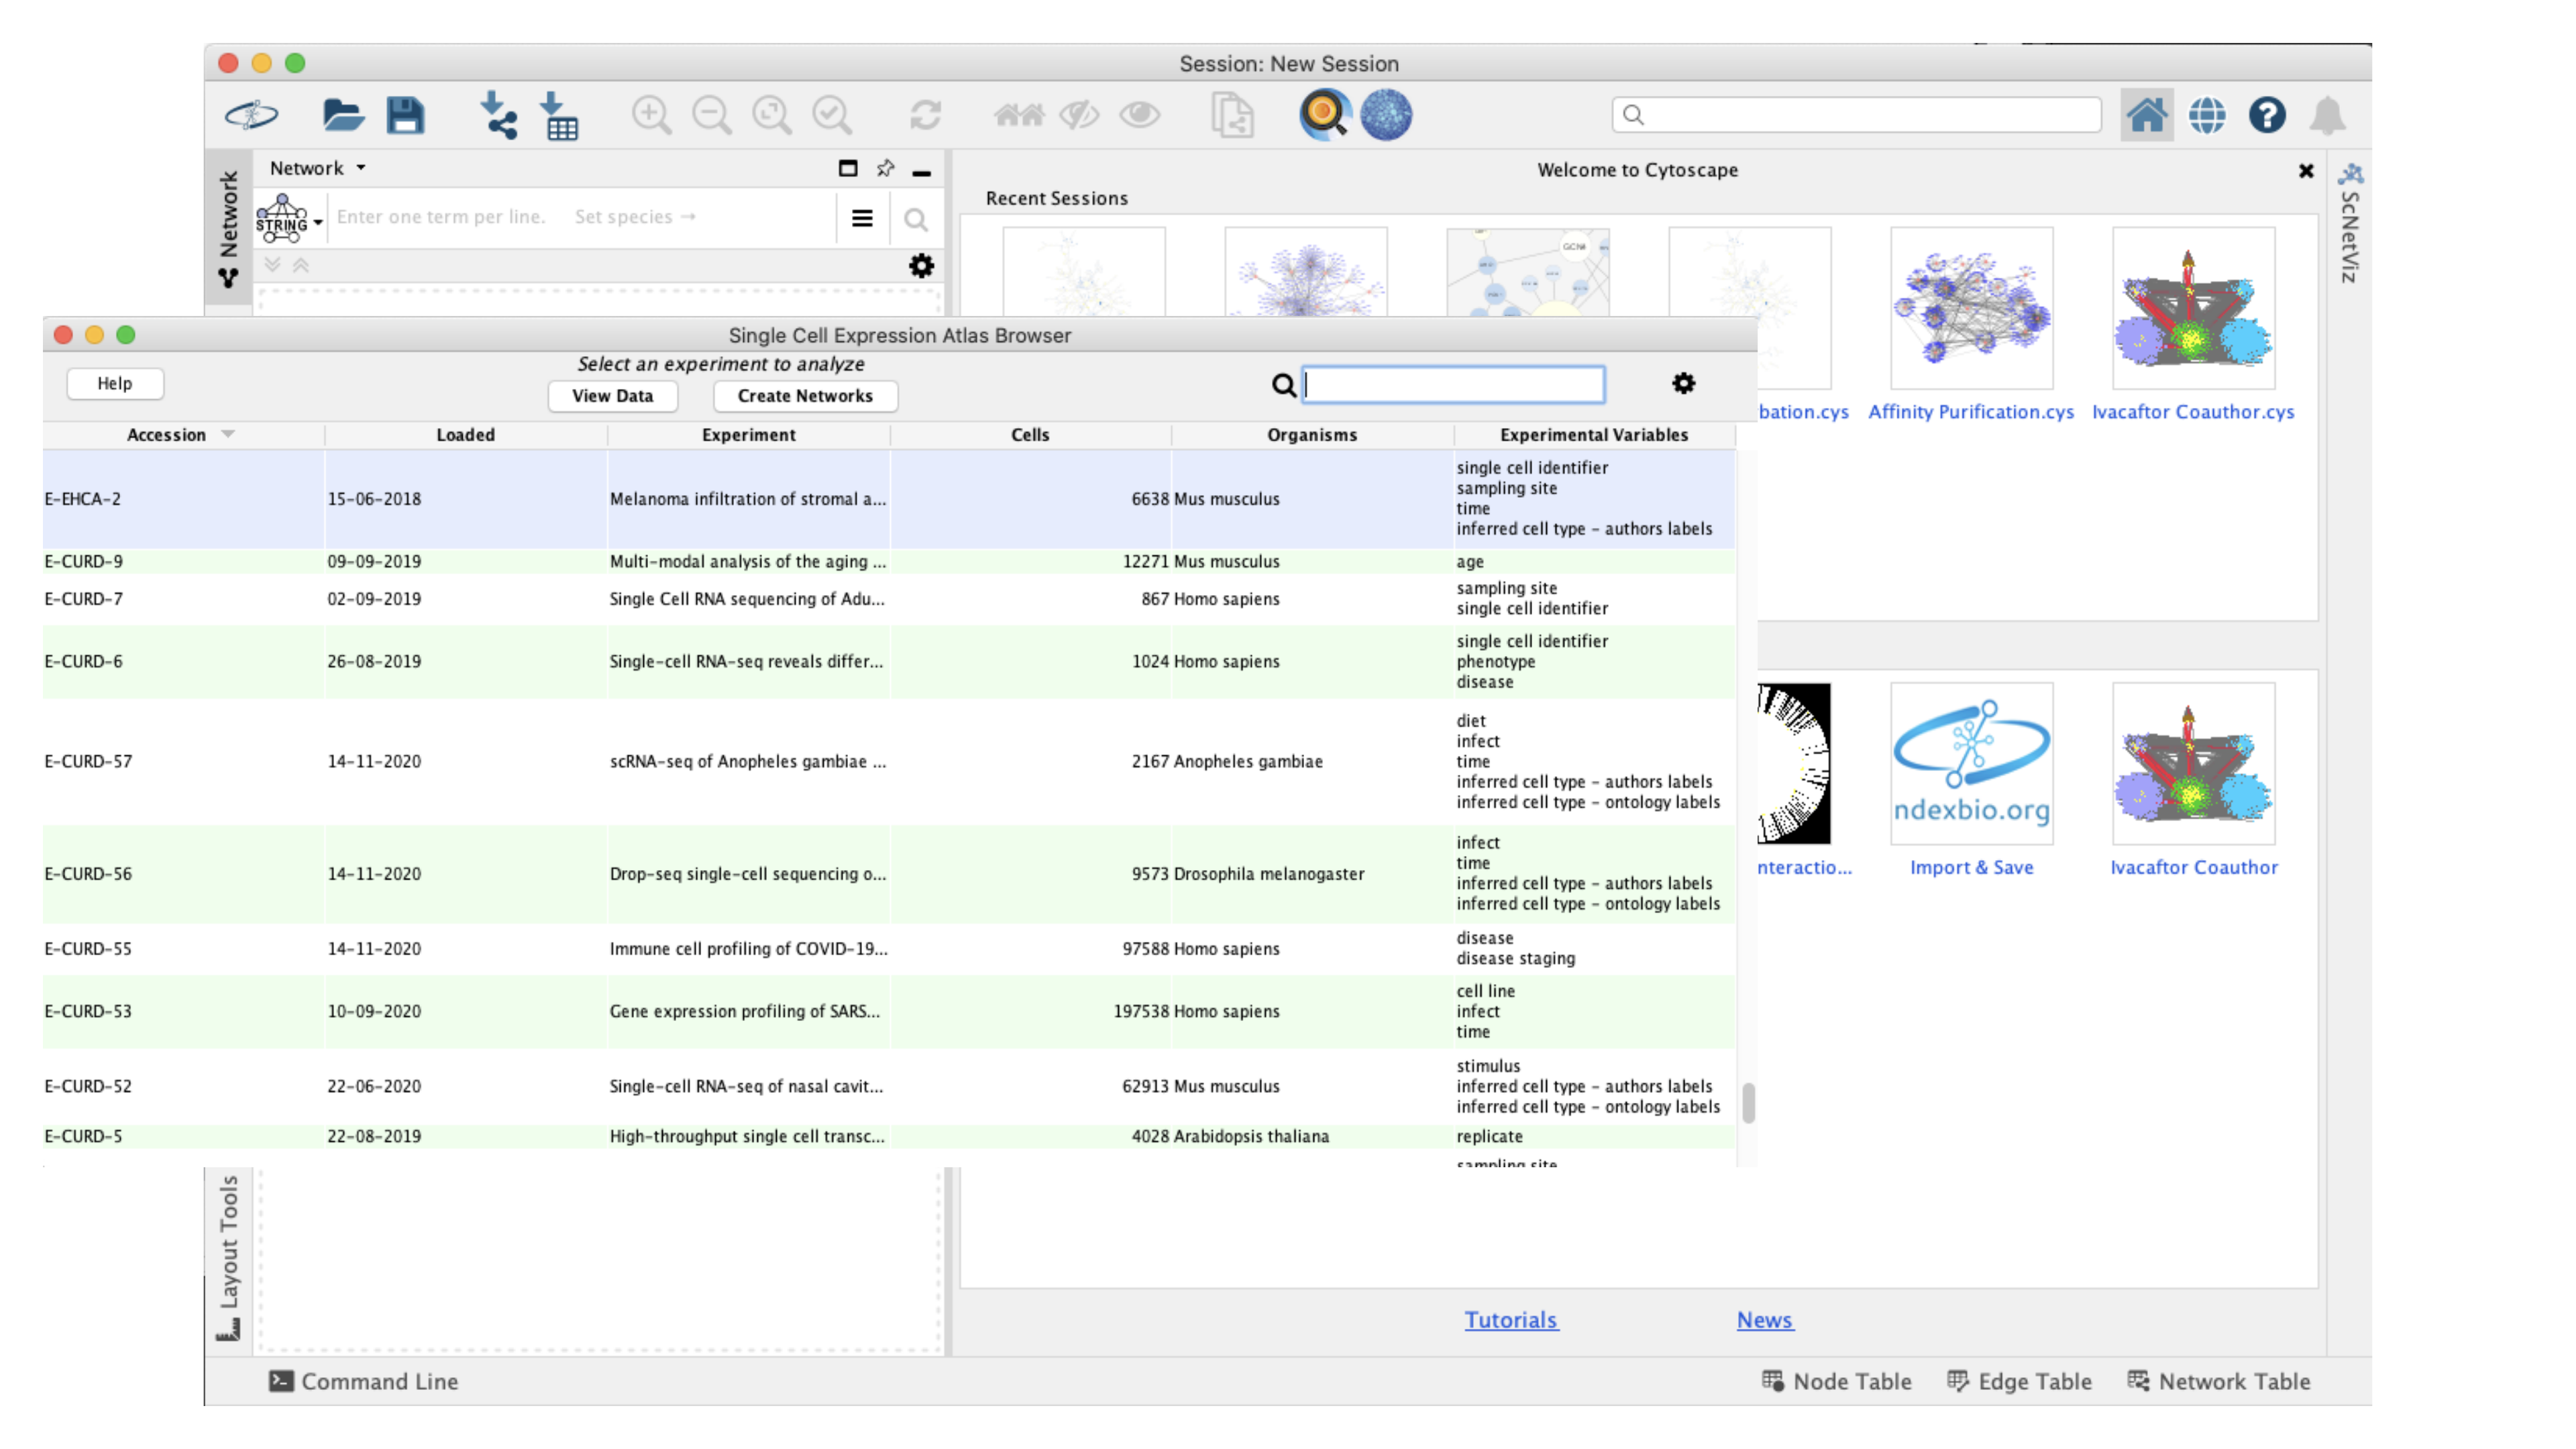 Session: New Session
Network
Network
STRING
Enter one term per line. Set species →
Welcome to Cytoscape
Recent Sessions
GCN4
ScNetViz
bation.cys
Affinity Purification.cys
Ivacaftor Coauthor.cys
Single Cell Expression Atlas Browser
Select an experiment to analyze
Help
View Data
Create Networks
Accession Loaded Experiment Cells Organisms Experimental Variables
single cell identifier
sampling site
E-EHCA-2 15-06-2018 Melanoma infiltration of stromal a... 6638 Mus musculus
time
inferred cell type - authors labels
E-CURD-9 09-09-2019 Multi-modal analysis of the aging ... 12271 Mus musculus age
sampling site
E-CURD-7 02-09-2019 Single Cell RNA sequencing of Adu... 867 Homo sapiens
single cell identifier
single cell identifier
E-CURD-6 26-08-2019 Single-cell RNA-seq reveals differ... 1024 Homo sapiens phenotype
disease
diet
infect
E-CURD-57 14-11-2020 scRNA-seq of Anopheles gambiae ... 2167 Anopheles gambiae time
inferred cell type - authors labels
inferred cell type - ontology labels
infect
time
E-CURD-56 14-11-2020 Drop-seq single-cell sequencing o... 9573 Drosophila melanogaster
inferred cell type - authors labels
inferred cell type - ontology labels
disease
E-CURD-55 14-11-2020 Immune cell profiling of COVID-19... 97588 Homo sapiens
disease staging
cell line
E-CURD-53 10-09-2020 Gene expression profiling of SARS... 197538 Homo sapiens infect
time
stimulus
E-CURD-52 22-06-2020 Single-cell RNA-seq of nasal cavit... 62913 Mus musculus inferred cell type - authors labels
inferred cell type - ontology labels
E-CURD-5 22-08-2019 High-throughput single cell transc... 4028 Arabidopsis thaliana replicate
sampling site
ndexbio.org
nteractio...
Import & Save
Ivacaftor Coauthor
Layout Tools
Tutorials
News
Command Line
Node Table
Edge Table
Network Table